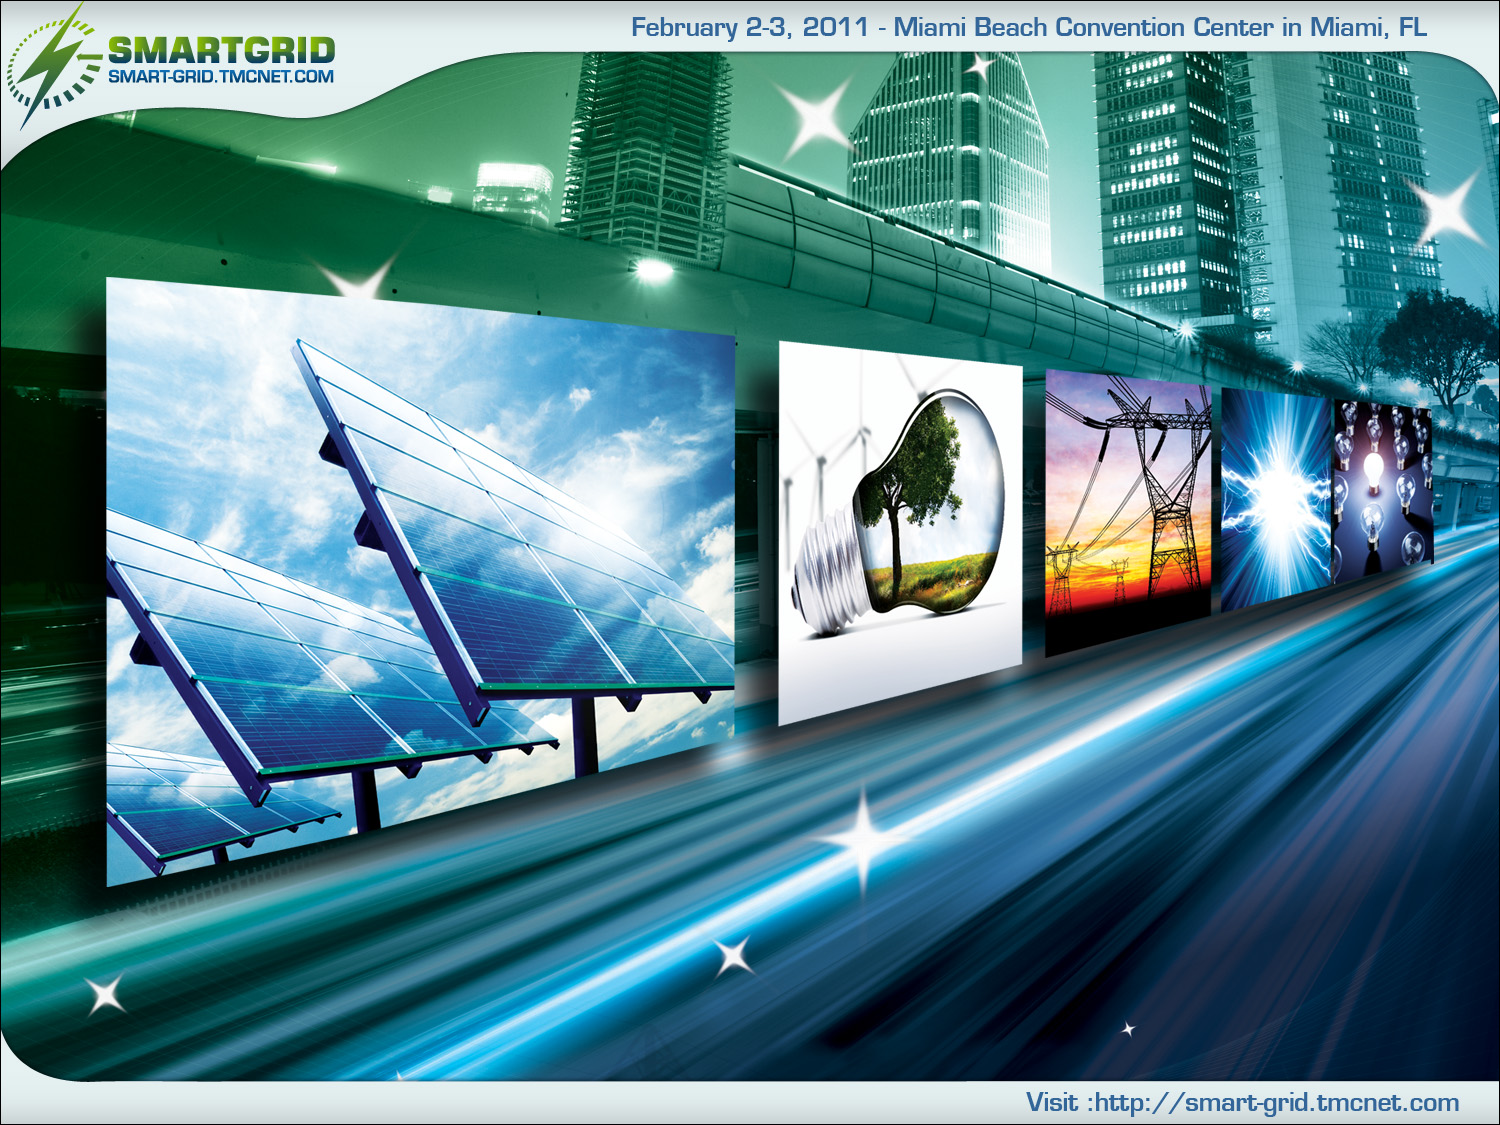 February 2-3, 2011 - Miami Beach Convention Center in Miami, FL
SMARTGRID
SMART-GRID.TMCNET.COM
Visit :http://smart-grid.tmcnet.com